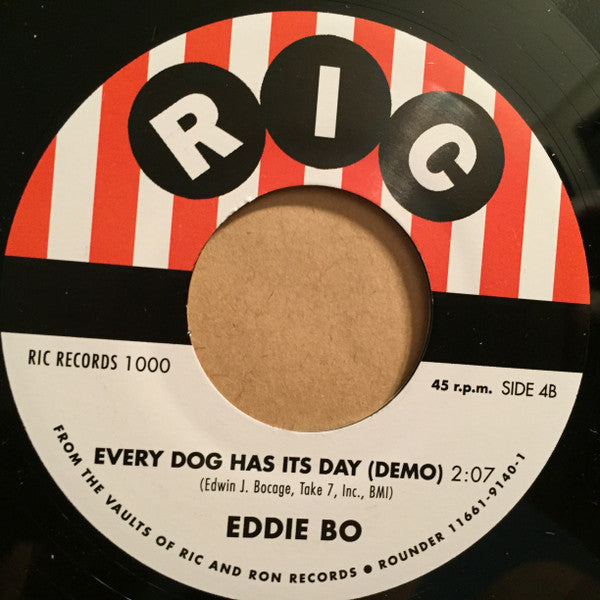 RIC
RIC RECORDS 1000
45 r.p.m. SIDE 4B
EVERY DOG HAS ITS DAY (DEMO) 2:07
(Edwin J. Bocage, Take 7, Inc., BMI)
EDDIE BO
FROM THE VAULTS OF RIC AND RON RECORDS • ROUNDER 11661-9140-1